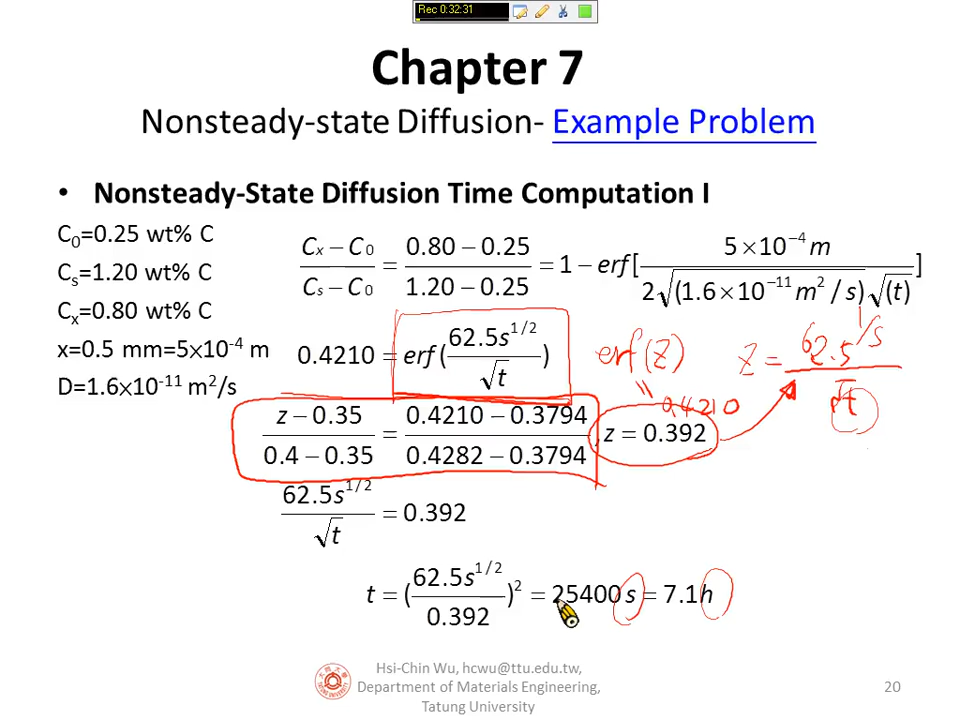 Rec 0:32:31
Chapter 7
Nonsteady-state Diffusion- Example Problem
• Nonsteady-State Diffusion Time Computation I
C₀=0.25 wt% C
Cₛ=1.20 wt% C
Cₓ=0.80 wt% C
x=0.5 mm=5×10⁻⁴ m
D=1.6×10⁻¹¹ m²/s
(Cₓ − C₀)/(Cₛ − C₀) = (0.80 − 0.25)/(1.20 − 0.25) = 1 − erf[(5×10⁻⁴ m)/(2√(1.6×10⁻¹¹ m²/s)√(t))]
0.4210 = erf(62.5s^1/2/√t)
erf(z)
" 0.4210
z = 62.5 1/s/√t
(z − 0.35)/(0.4 − 0.35) = (0.4210 − 0.3794)/(0.4282 − 0.3794), z = 0.392
62.5s^1/2/√t = 0.392
t = (62.5s^1/2/0.392)² = 25400 s = 7.1h
Hsi-Chin Wu, hcwu@ttu.edu.tw,
Department of Materials Engineering,
Tatung University
20